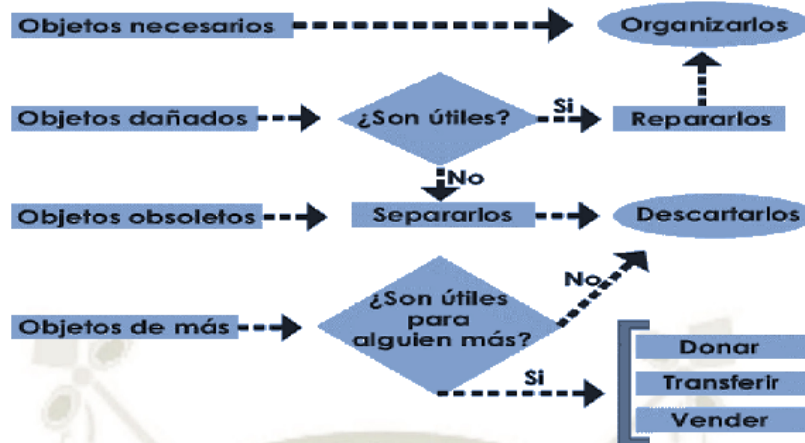 Objetos necesarios
Organizarlos
Objetos dañados
¿Son útiles?
Si
Repararlos
No
Objetos obsoletos
Separarlos
Descartarlos
Objetos de más
¿Son útiles
para
alguien más?
No
Si
Donar
Transferir
Vender